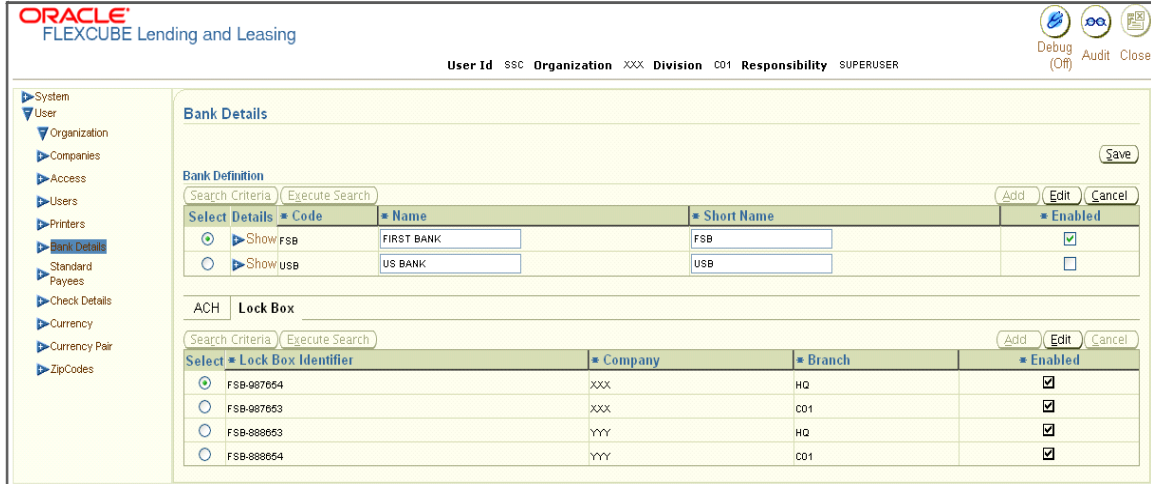 ORACLE
FLEXCUBE Lending and Leasing
Debug (Off)
Audit
Close
User Id SSC Organization XXX Division C01 Responsibility SUPERUSER
System
User
Organization
Companies
Access
Users
Printers
Bank Details
Standard Payees
Check Details
Currency
Currency Pair
ZipCodes
Bank Details
Save
Bank Definition
Search Criteria Execute Search Add Edit Cancel
Select Details * Code * Name * Short Name * Enabled
Show FSB FIRST BANK FSB
Show USB US BANK USB
ACH Lock Box
Search Criteria Execute Search Add Edit Cancel
Select * Lock Box Identifier * Company * Branch * Enabled
FSB-987654 XXX HQ
FSB-987653 XXX C01
FSB-888653 YYY HQ
FSB-888654 YYY C01